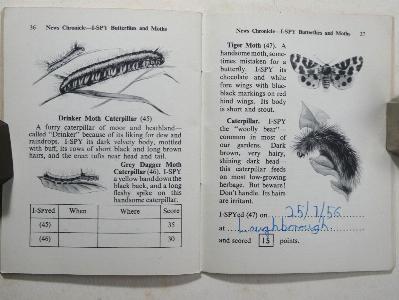 36 News Chronicle—I-SPY Butterflies and Moths
Drinker Moth Caterpillar (45)
A furry caterpillar of moor and heathland—
called "Drinker" because of its liking for dew and
raindrops. I-SPY its dark velvety body, mottled
with buff, its rows of short black and long brown
hairs, and the great tufts near head and tail.
Grey Dagger Moth
Caterpillar (46). I-SPY
a yellow band down the
black back, and a long
fleshy spike on this
handsome caterpillar.
I-SPYed When Where Score
(45) 35
(46) 30
News Chronicle—I-SPY Butterflies and Moths 37
Tiger Moth (47). A
handsome moth, some-
times mistaken for a
butterfly. I-SPY its
chocolate and white
fore wings with blue-
black markings on red
hind wings. Its body
is short and stout.
Caterpillar. I-SPY
the "woolly bear"—
common in most of
our gardens. Dark
brown, very hairy,
shining dark head—
this caterpillar feeds
on most low-growing
herbage. But beware!
Don't handle. Its hairs
are irritant.
I-SPYed (47) on 25/7/56
at Loughborough
and scored 15 points.